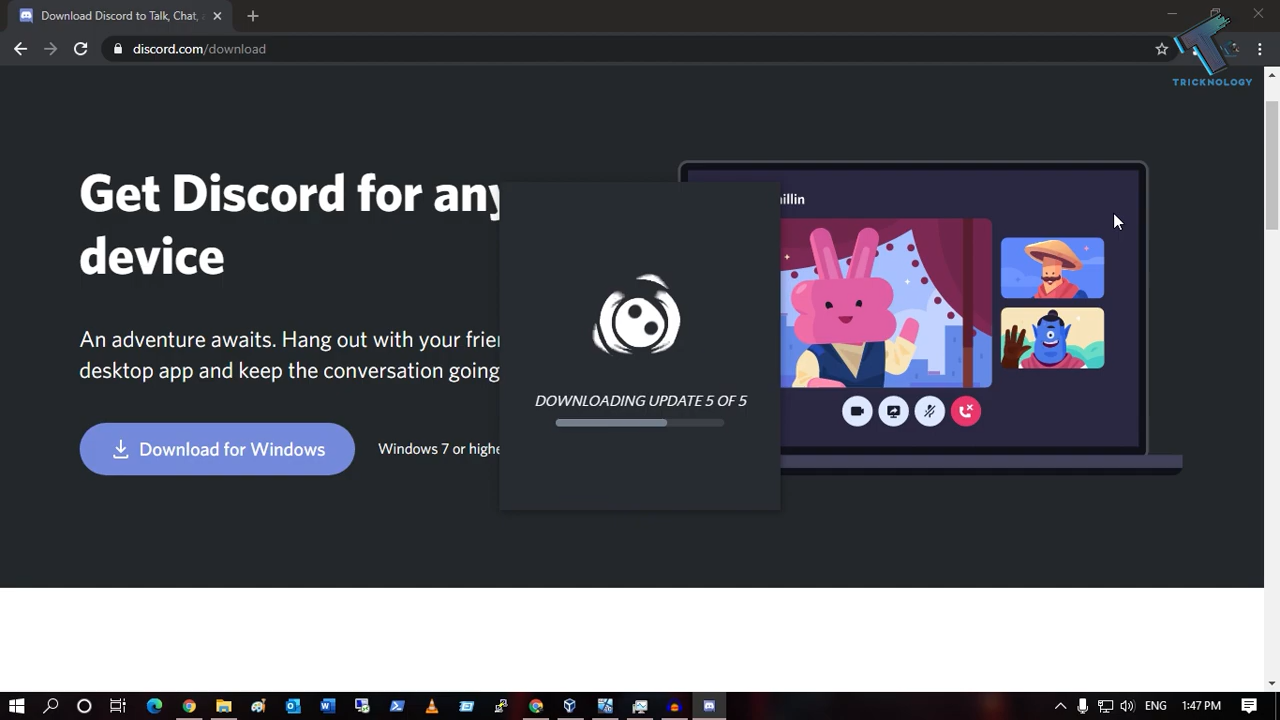 Download Discord to Talk, Chat,
discord.com/download
TRICKNOLOGY
Get Discord for any
device
illin
An adventure awaits. Hang out with your frie
desktop app and keep the conversation going
DOWNLOADING UPDATE 5 OF 5
Download for Windows
Windows 7 or highe
ENG
1:47 PM